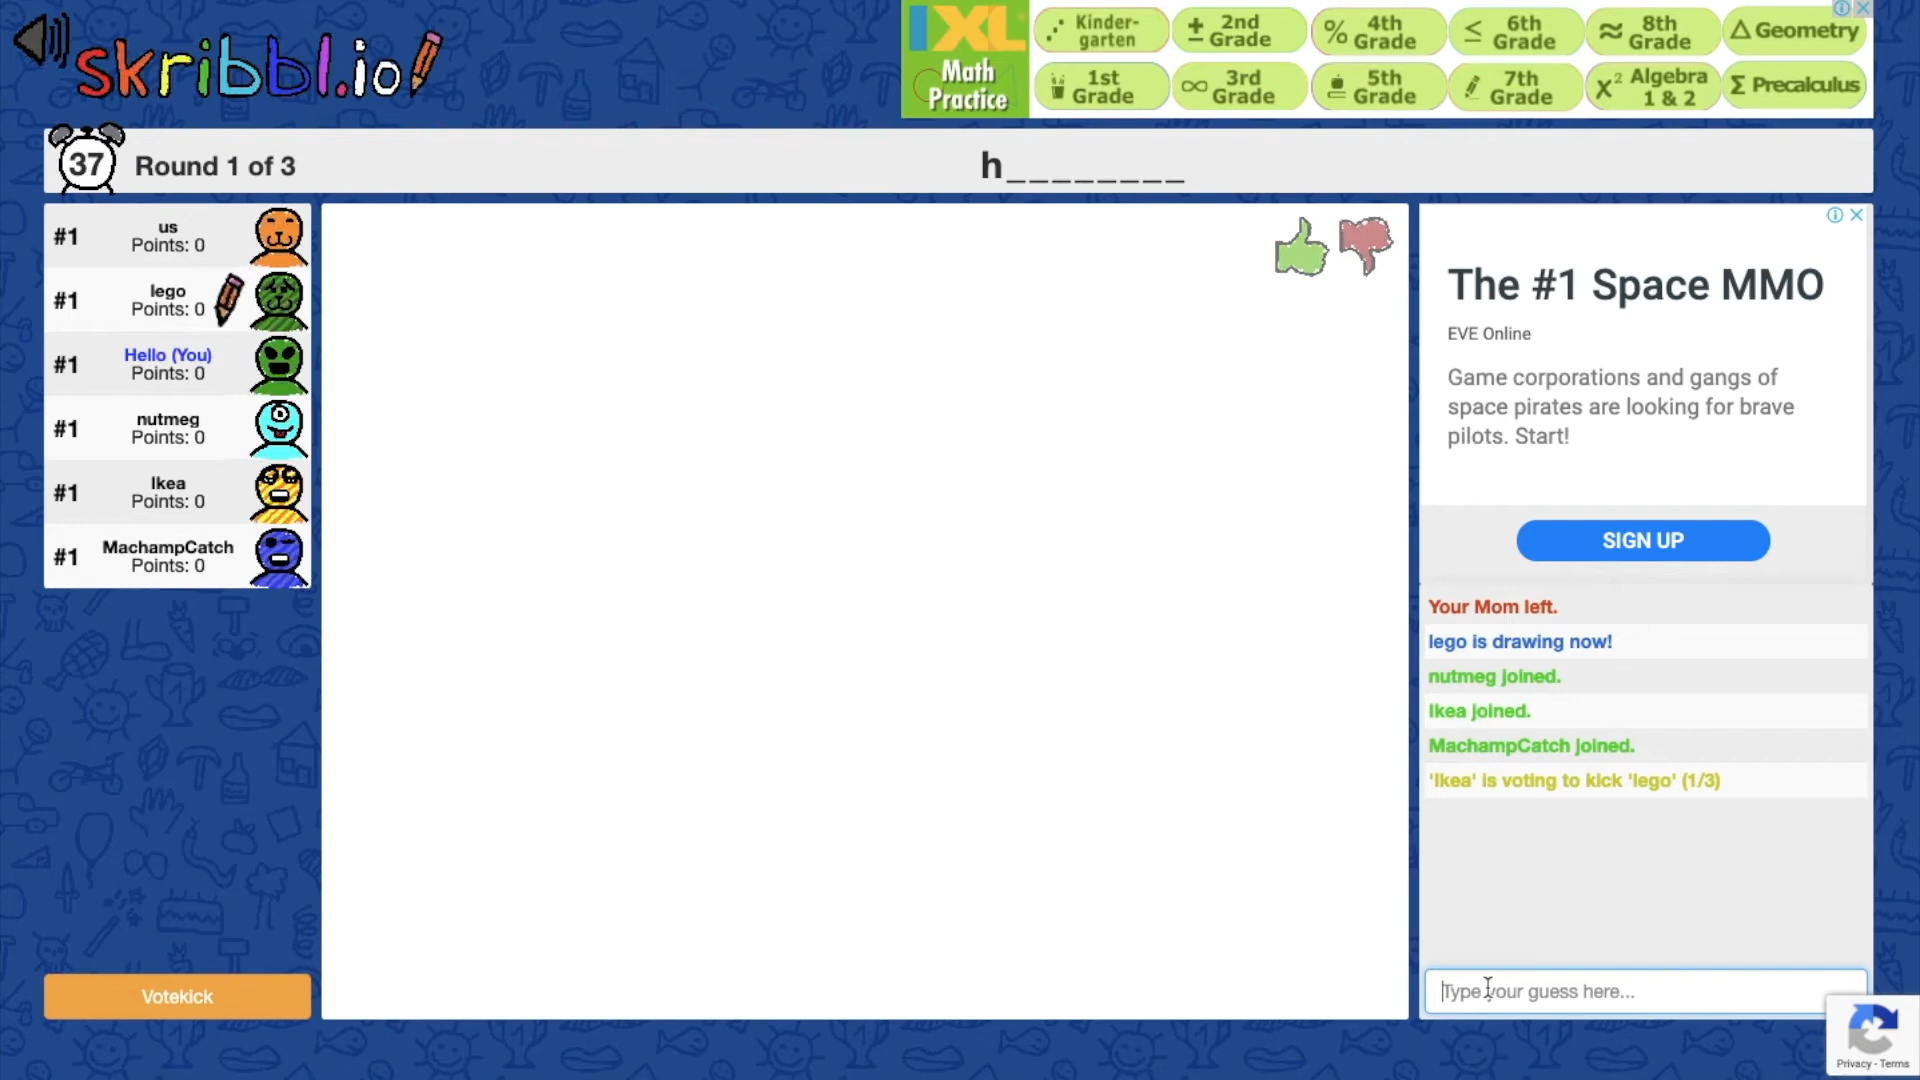 skribbl.io
IXL
Math
Practice
Kinder-
garten
2nd
Grade
4th
Grade
6th
Grade
8th
Grade
Geometry
1st
Grade
3rd
Grade
5th
Grade
7th
Grade
Algebra
1 & 2
Precalculus
37
Round 1 of 3
h________
#1
us
Points: 0
#1
lego
Points: 0
#1
Hello (You)
Points: 0
#1
nutmeg
Points: 0
#1
Ikea
Points: 0
#1
MachampCatch
Points: 0
Votekick
The #1 Space MMO
EVE Online
Game corporations and gangs of
space pirates are looking for brave
pilots. Start!
SIGN UP
Your Mom left.
lego is drawing now!
nutmeg joined.
Ikea joined.
MachampCatch joined.
'Ikea' is voting to kick 'lego' (1/3)
Type your guess here...
Privacy - Terms